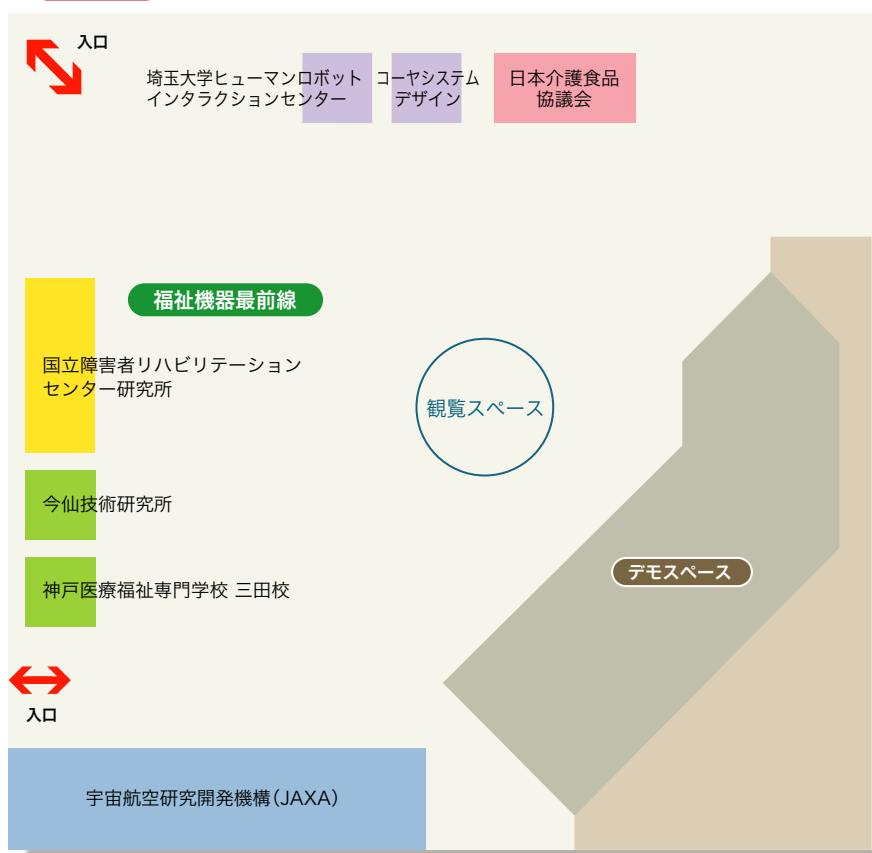 入口
埼玉大学ヒューマンロボット
インタラクションセンター
コーヤシステム
デザイン
日本介護食品
協議会
福祉機器最前線
国立障害者リハビリテーション
センター研究所
観覧スペース
今仙技術研究所
デモスペース
神戸医療福祉専門学校 三田校
入口
宇宙航空研究開発機構(JAXA)